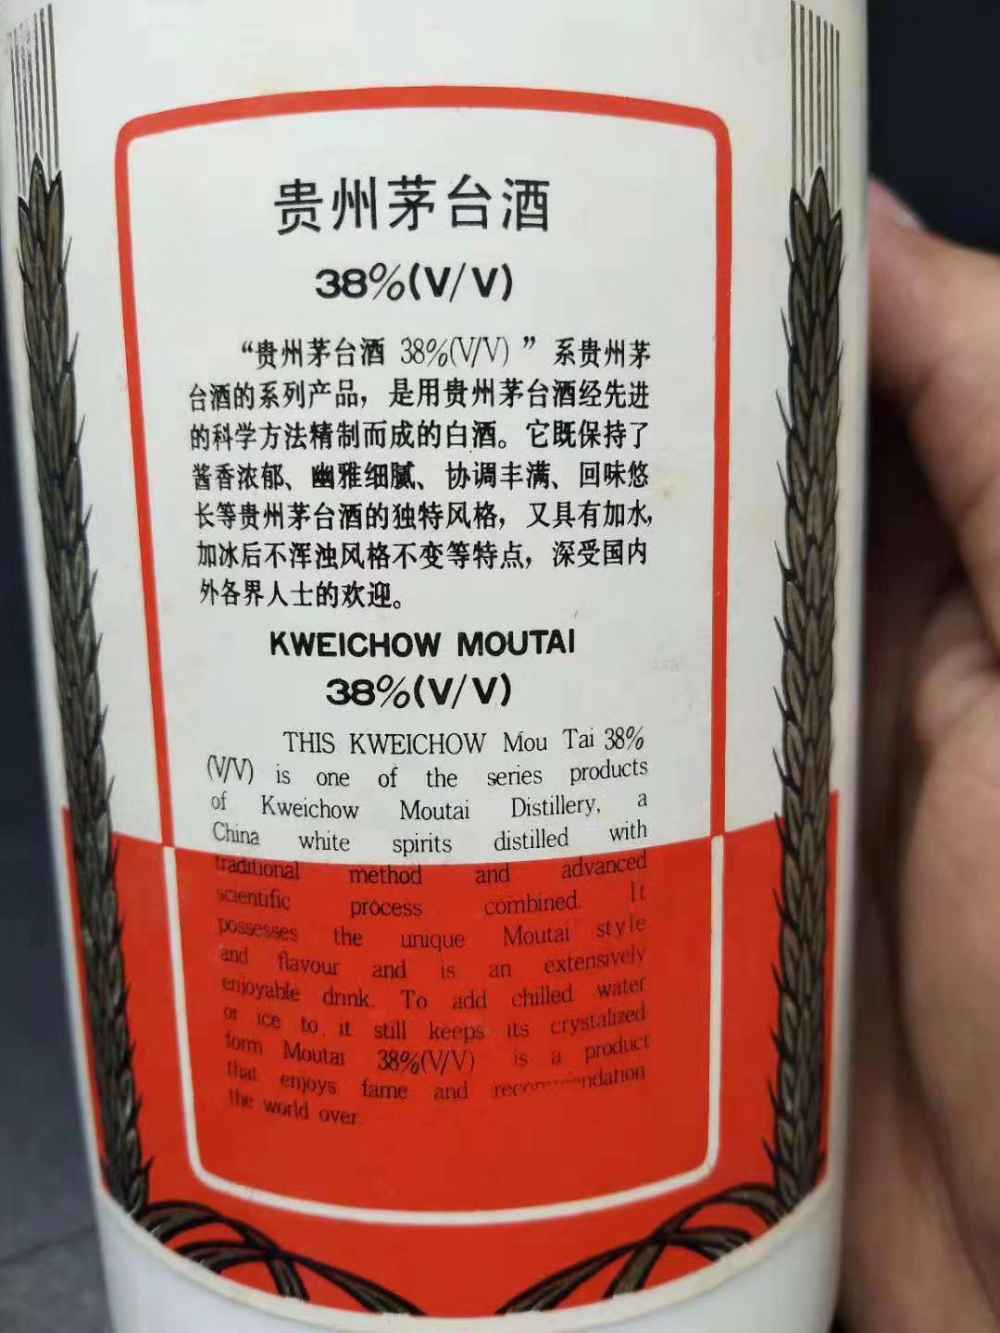 贵州茅台酒
38%(V/V)
“贵州茅台酒 38%(V/V)”系贵州茅
台酒的系列产品，是用贵州茅台酒经先进
的科学方法精制而成的白酒。它既保持了
酱香浓郁、幽雅细腻、协调丰满、回味悠
长等贵州茅台酒的独特风格，又具有加水，
加冰后不浑浊风格不变等特点，深受国内
外各界人士的欢迎。
KWEICHOW MOUTAI
38%(V/V)
THIS KWEICHOW Mou Tai 38%
(V/V) is one of the series products
of Kweichow Moutai Distillery, a
China white spirits distilled with
traditional method and advanced
scientific process combined. It
possesses the unique Moutai style
and flavour and is an extensively
enjoyable drink. To add chilled water
or ice to it still keeps its crystalized
form Moutai 38%(V/V) is a product
that enjoys fame and
the world over.